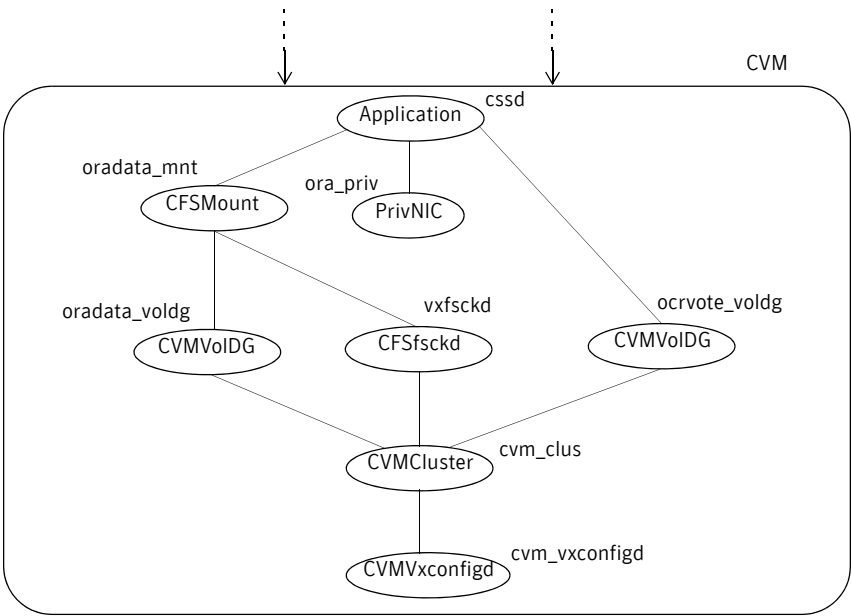 CVM
cssd
Application
oradata_mnt
ora_priv
CFSMount
PrivNIC
oradata_voldg
vxfsckd
ocrvote_voldg
CVMVolDG
CFSfsckd
CVMVolDG
cvm_clus
CVMCluster
cvm_vxconfigd
CVMVxconfigd